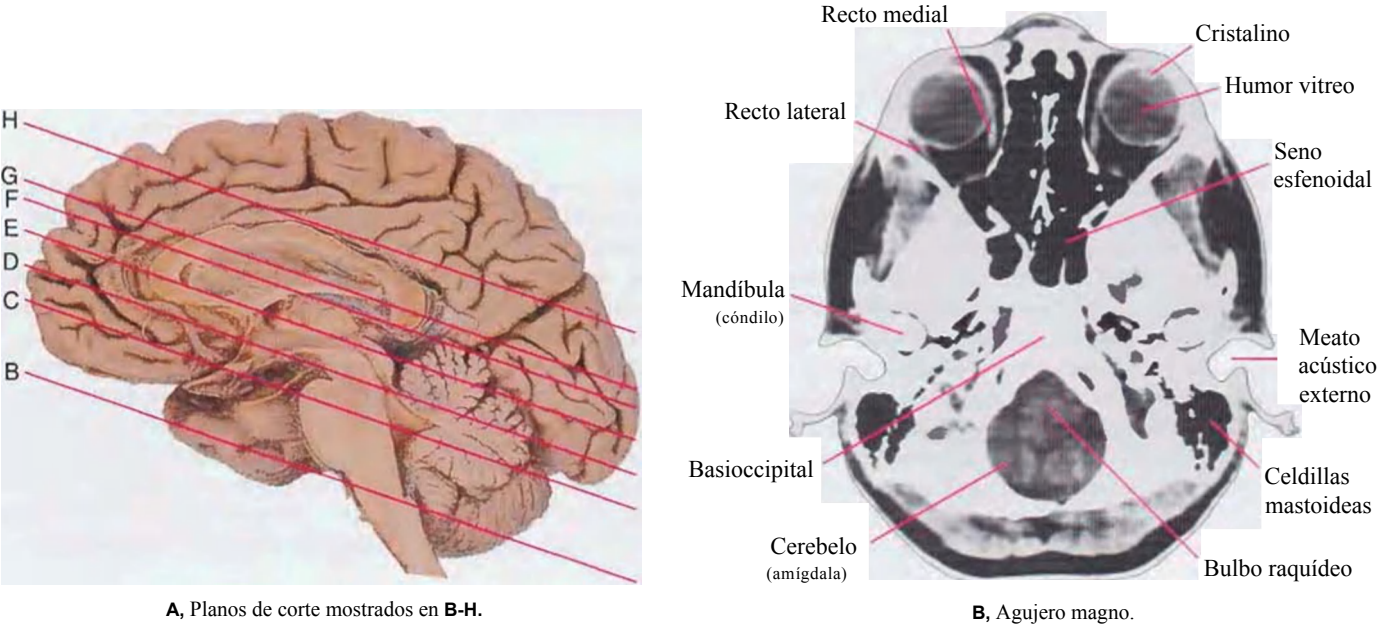 H
G
F
E
D
C
B
A, Planos de corte mostrados en B-H.
Recto medial
Cristalino
Humor vitreo
Recto lateral
Seno
esfenoidal
Mandíbula
(cóndilo)
Meato
acústico
externo
Basioccipital
Celdillas
mastoideas
Cerebelo
(amígdala)
Bulbo raquídeo
B, Agujero magno.